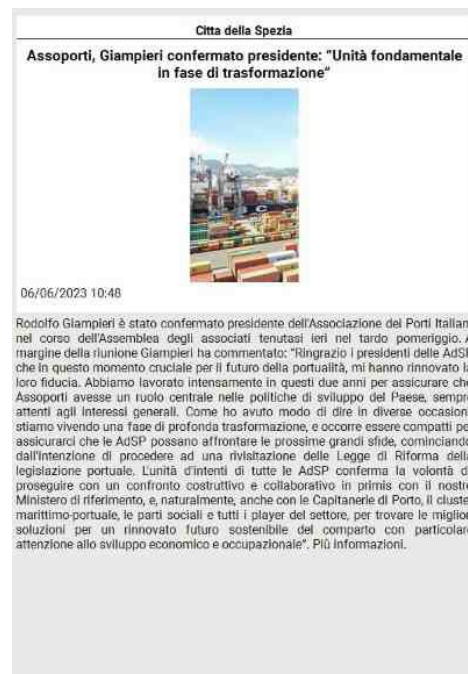 Citta della Spezia
Assoporti, Giampieri confermato presidente: “Unità fondamentale
in fase di trasformazione”
06/06/2023 10:48
Rodolfo Giampieri è stato confermato presidente dell'Associazione dei Porti Italiani
nel corso dell'Assemblea degli associati tenutasi ieri nel tardo pomeriggio. A
margine della riunione Giampieri ha commentato: “Ringrazio i presidenti delle AdSP
che in questo momento cruciale per il futuro della portualità, mi hanno rinnovato la
loro fiducia. Abbiamo lavorato intensamente in questi due anni per assicurare che
Assoporti avesse un ruolo centrale nelle politiche di sviluppo del Paese, sempre
attenti agli interessi generali. Come ho avuto modo di dire in diverse occasioni
stiamo vivendo una fase di profonda trasformazione, e occorre essere compatti per
assicurarci che le AdSP possano affrontare le prossime grandi sfide, cominciando
dall'intenzione di procedere ad una rivisitazione delle Legge di Riforma della
legislazione portuale. L'unità d'intenti di tutte le AdSP conferma la volontà di
proseguire con un confronto costruttivo e collaborativo in primis con il nostro
Ministero di riferimento, e, naturalmente, anche con le Capitanerie di Porto, il cluster
marittimo-portuale, le parti sociali e tutti i player del settore, per trovare le migliori
soluzioni per un rinnovato futuro sostenibile del comparto con particolare
attenzione allo sviluppo economico e occupazionale”. Più informazioni.